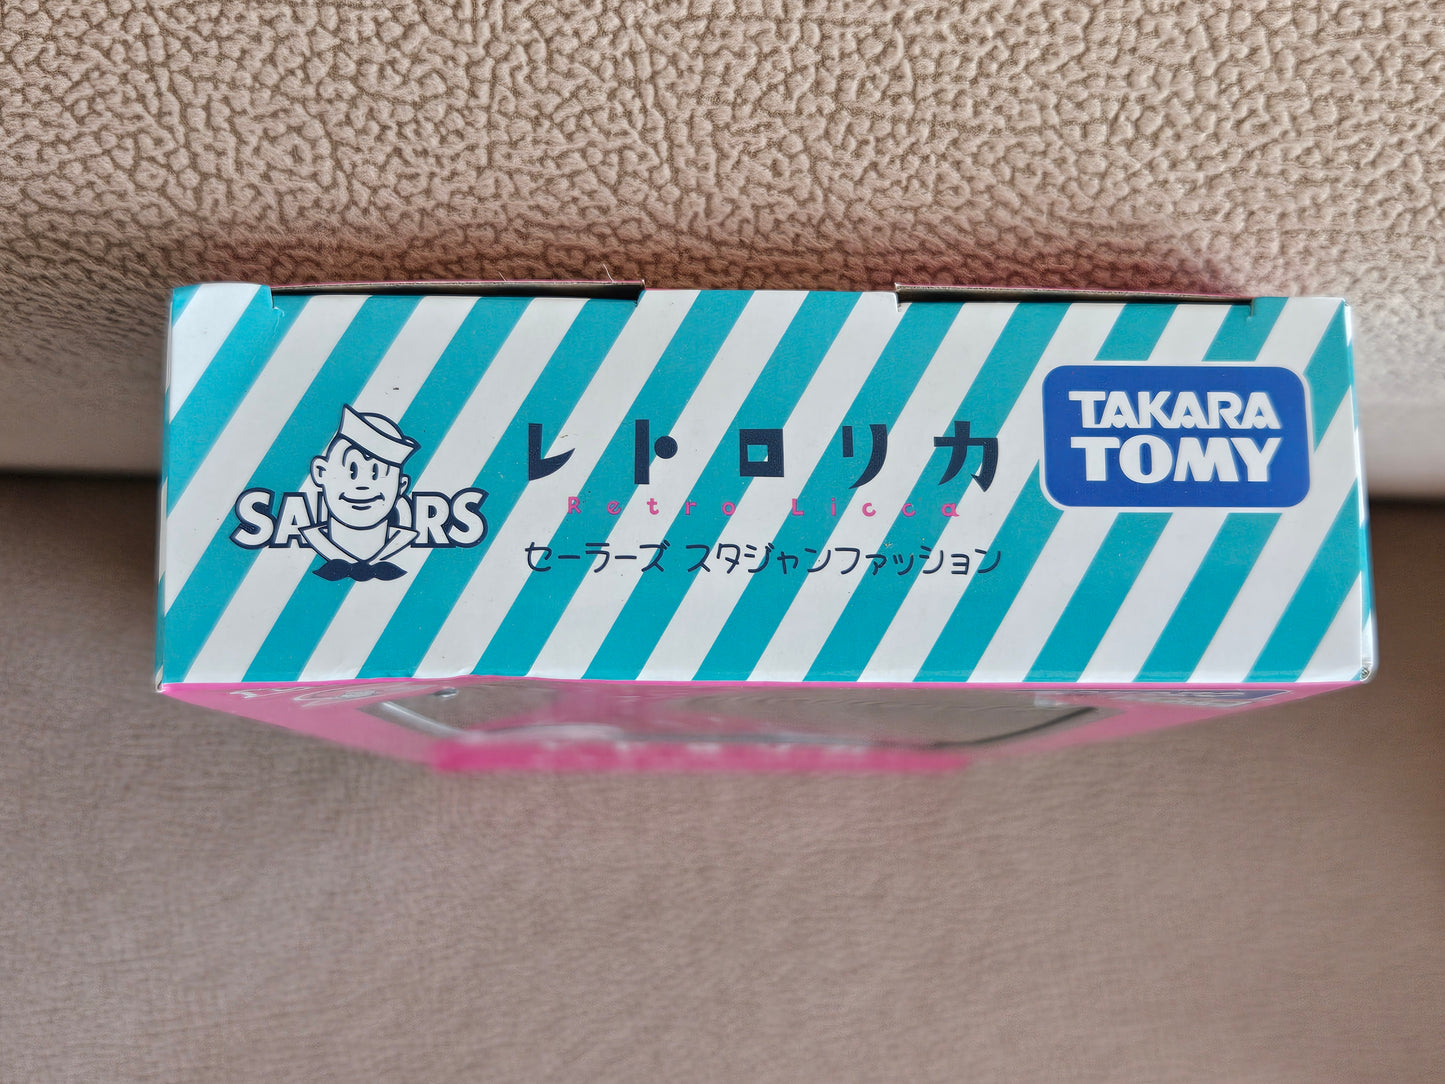 SAILORS
レトロリカ
Retro Licca
セーラーズ スタジャンファッション
TAKARA
TOMY